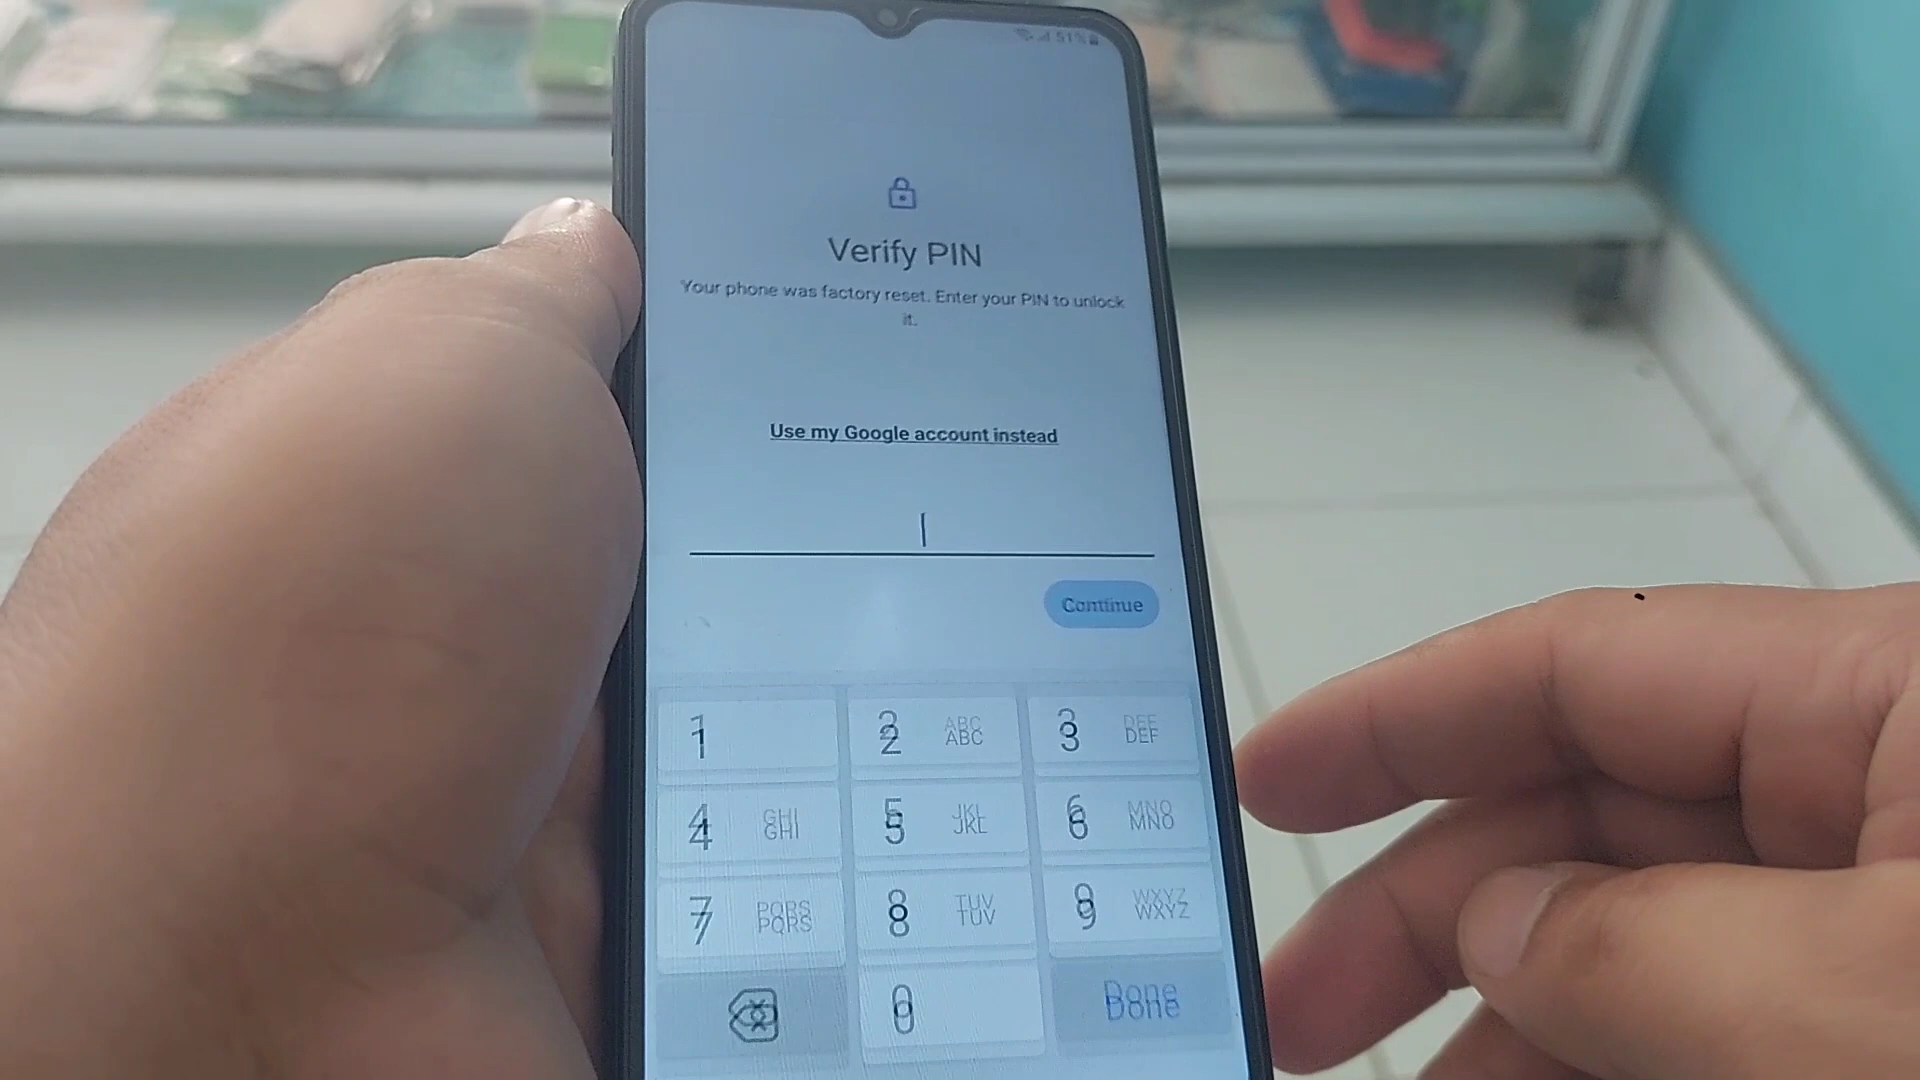 51%
Verify PIN
Your phone was factory reset. Enter your PIN to unlock
it.
Use my Google account instead
Continue
1
2 ABC
3 DEF
4 GHI
5 JKL
6 MNO
7 PQRS
8 TUV
9 WXYZ
0
Done